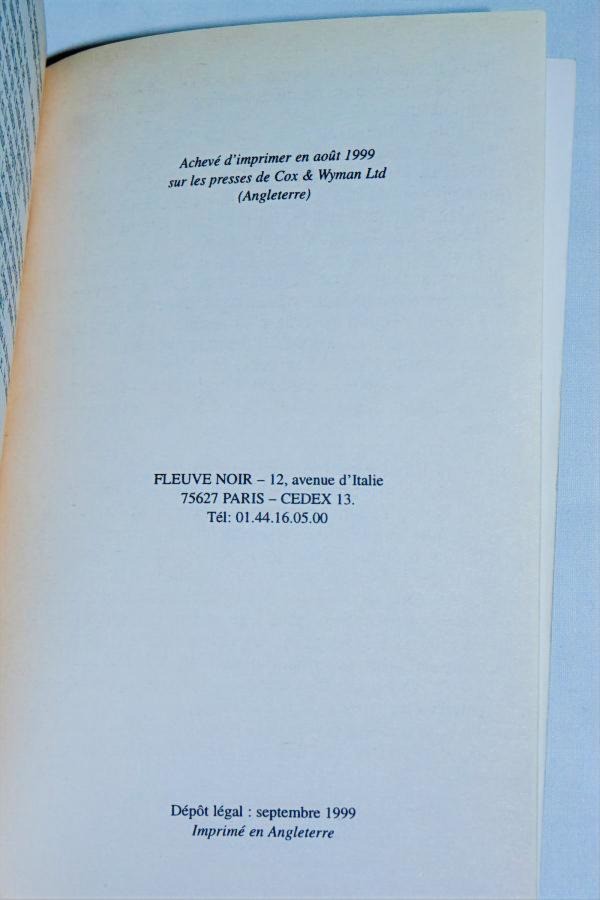 Achevé d'imprimer en août 1999
sur les presses de Cox & Wyman Ltd
(Angleterre)
FLEUVE NOIR – 12, avenue d'Italie
75627 PARIS – CEDEX 13.
Tél: 01.44.16.05.00
Dépôt légal : septembre 1999
Imprimé en Angleterre